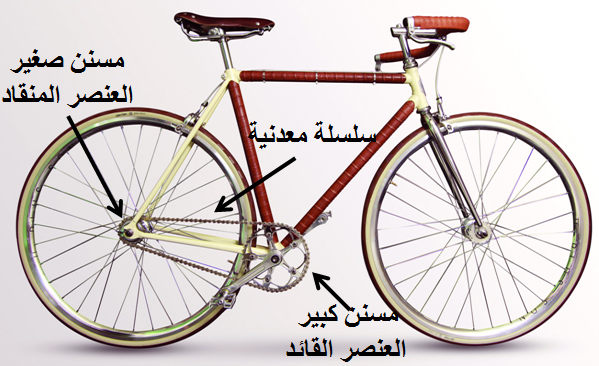 مسنن صغير
العنصر المنقاد
سلسلة معدنية
مسنن كبير
العنصر القائد